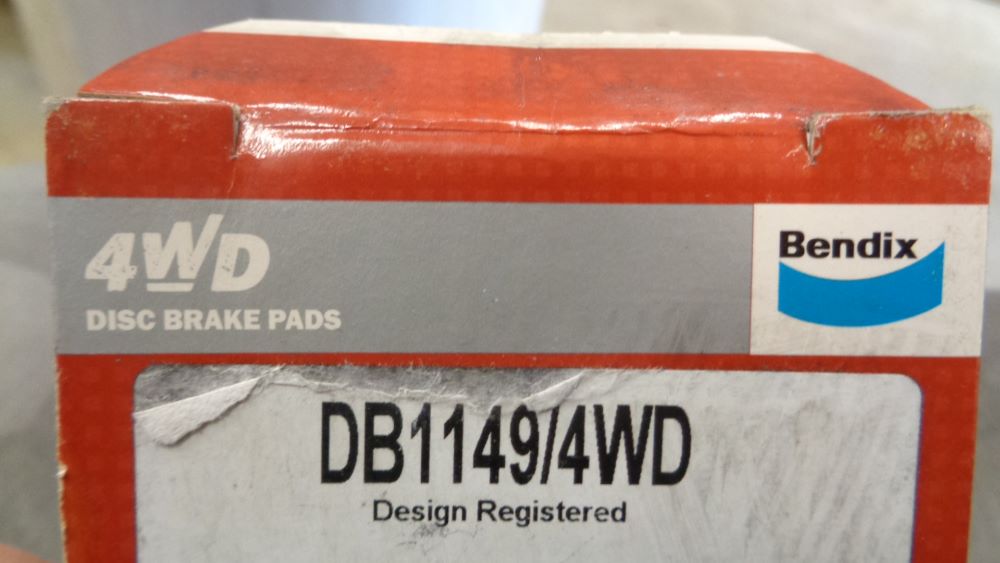 4WD
DISC BRAKE PADS
Bendix
DB1149/4WD
Design Registered